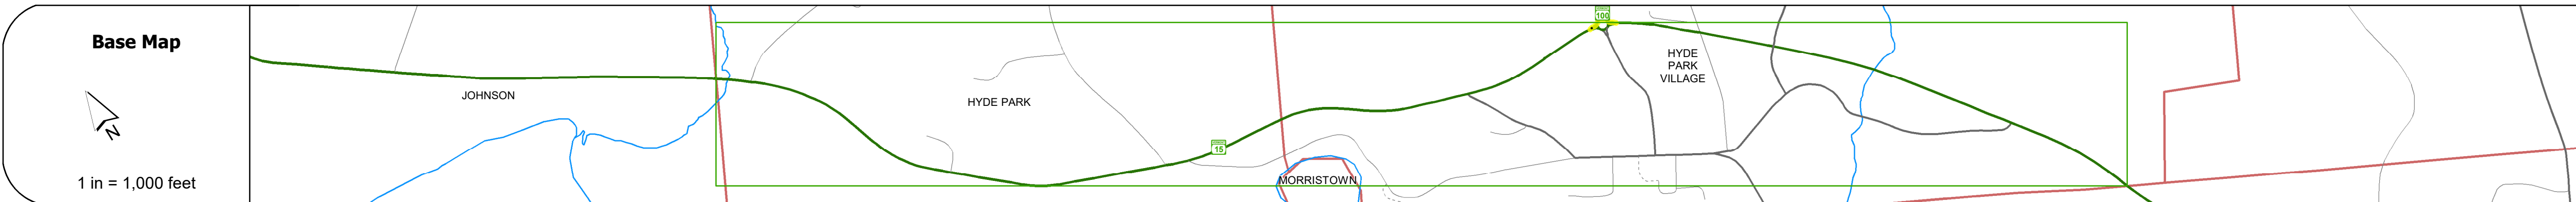 Base Map
N
1 in = 1,000 feet
JOHNSON
HYDE PARK
15
MORRISTOWN
100
HYDE
PARK
VILLAGE